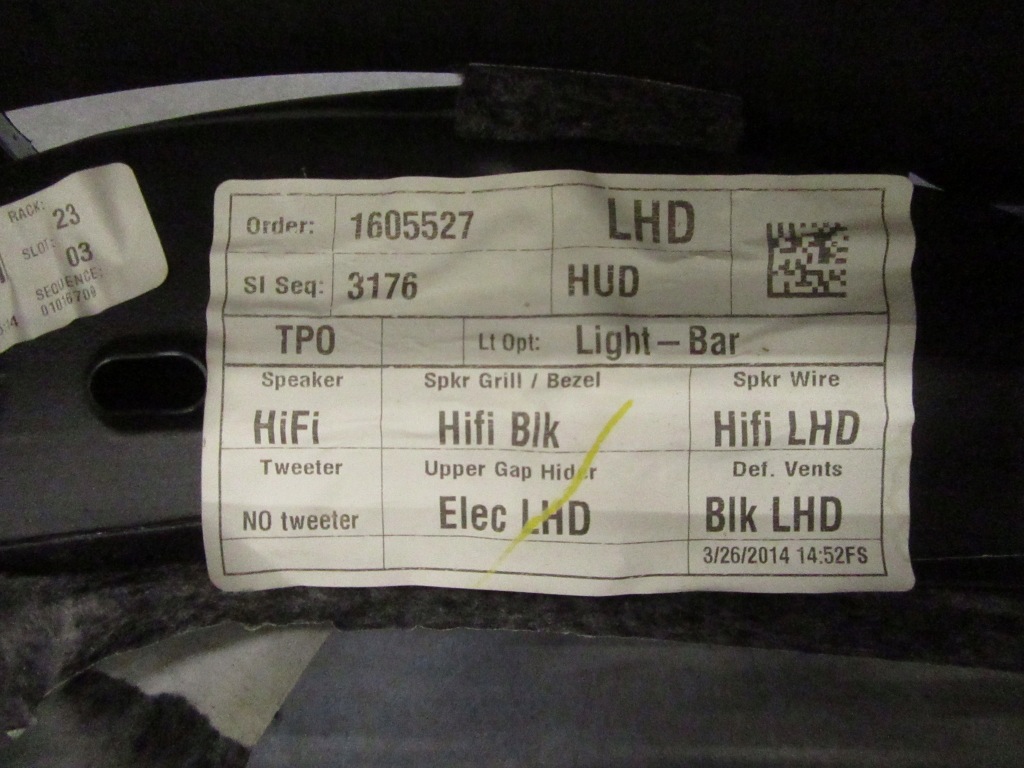 RACK: 23
SLOT: 03
SEQUENCE:
Order: 1605527 LHD
SI Seq: 3176 HUD
TPO Lt Opt: Light-Bar
Speaker Spkr Grill / Bezel Spkr Wire
HiFi Hifi Blk Hifi LHD
Tweeter Upper Gap Hider Def. Vents
NO tweeter Elec LHD Blk LHD
3/26/2014 14:52FS